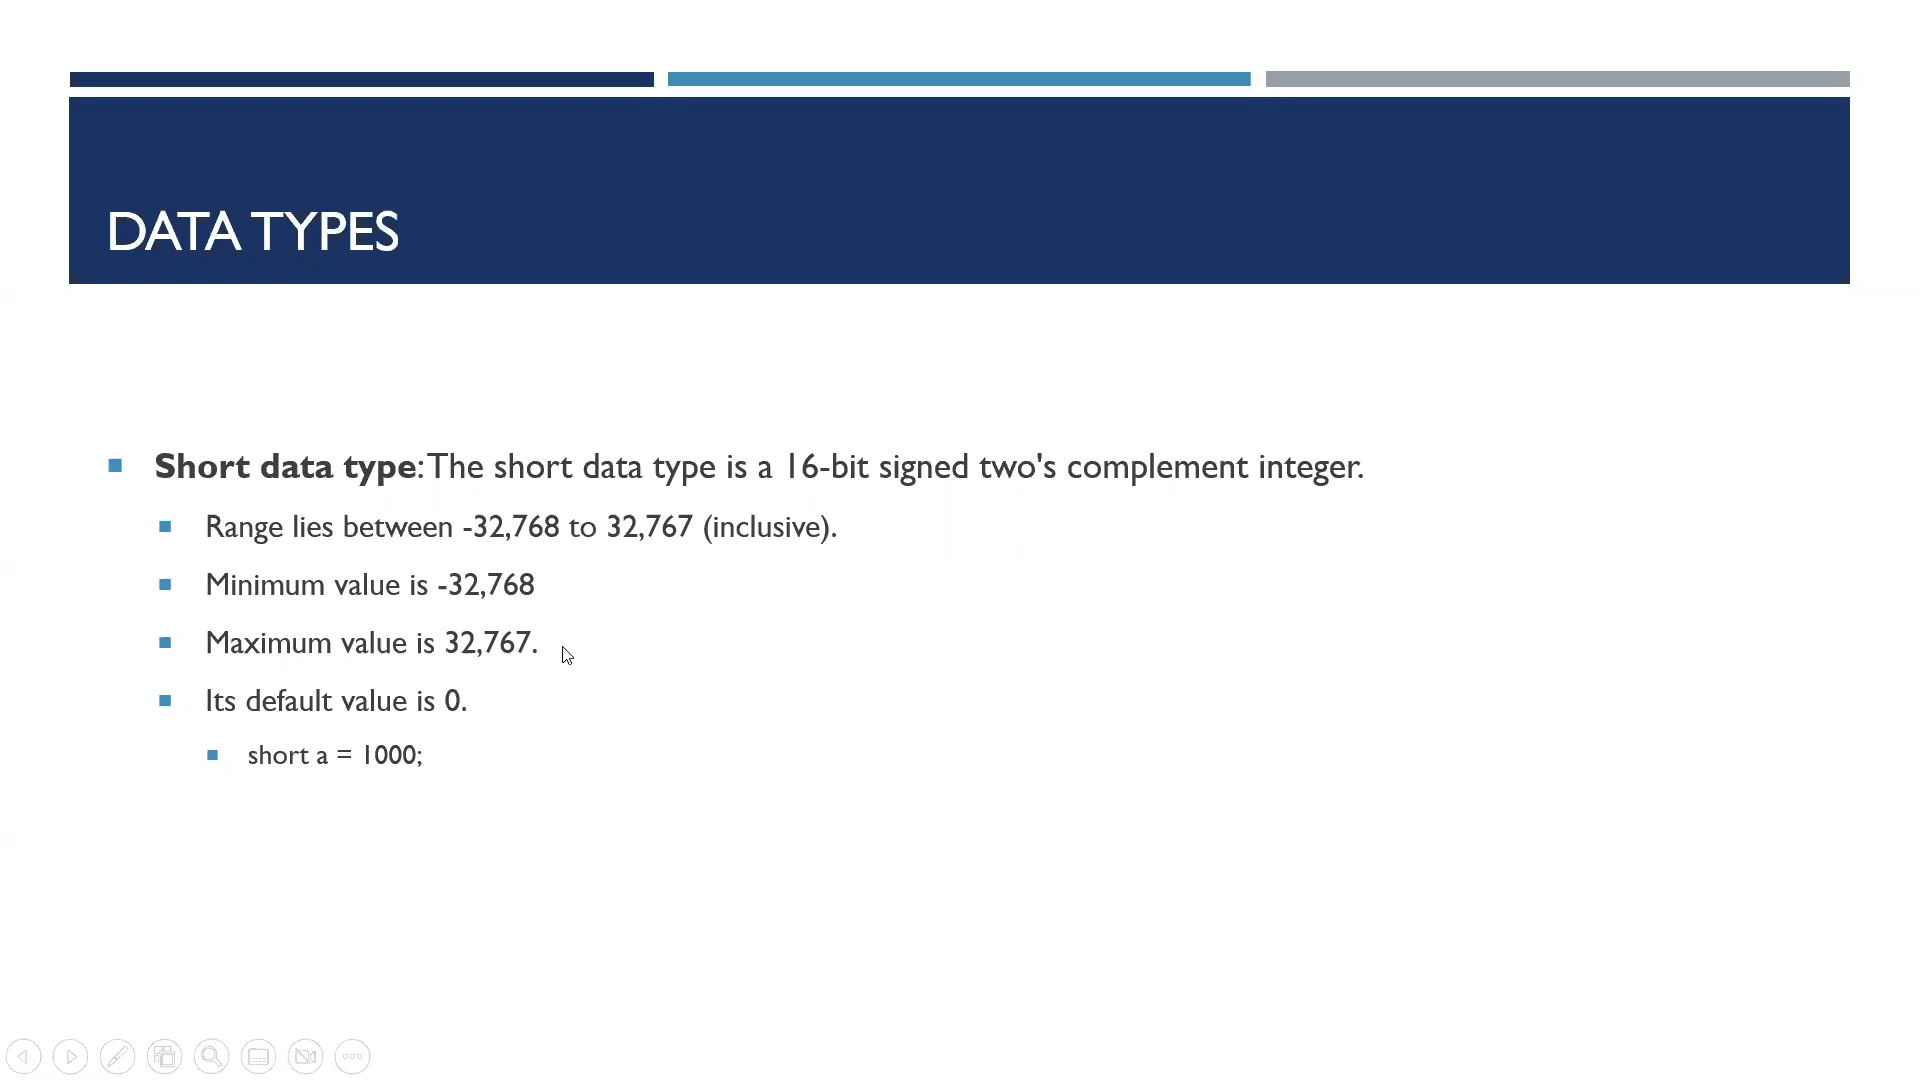 DATA TYPES
Short data type: The short data type is a 16-bit signed two's complement integer.
Range lies between -32,768 to 32,767 (inclusive).
Minimum value is -32,768
Maximum value is 32,767.
Its default value is 0.
short a = 1000;